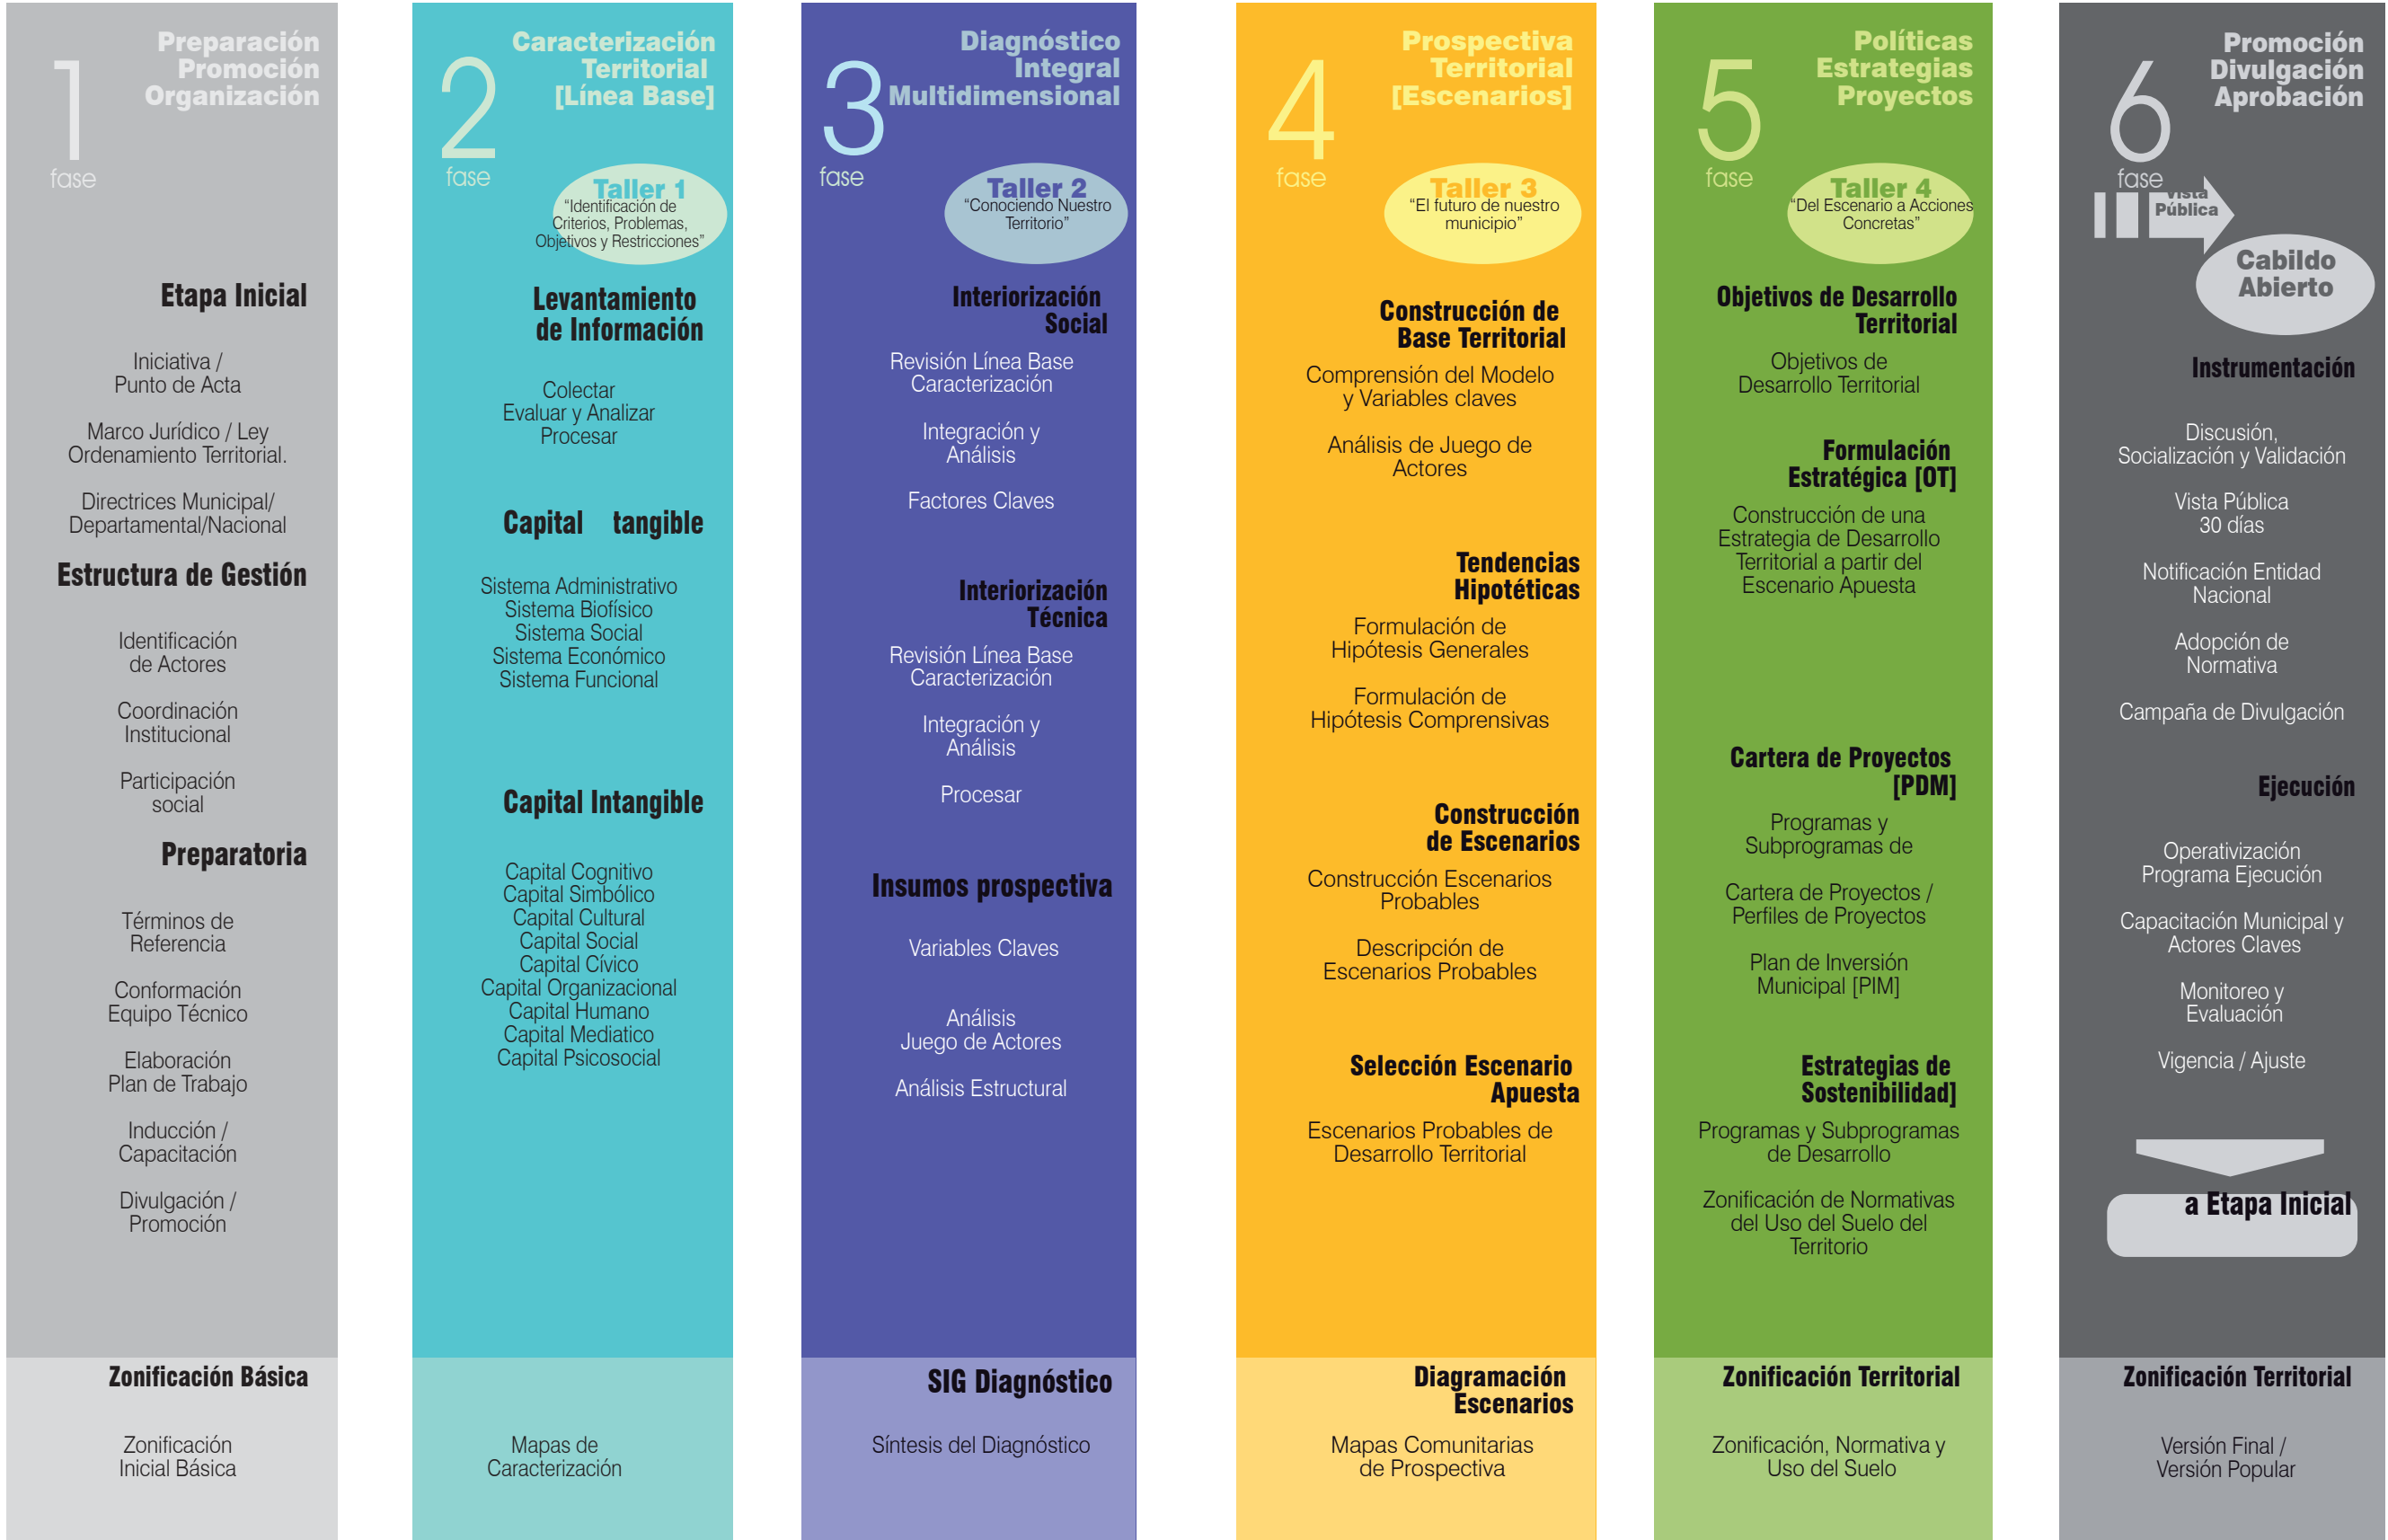 1
fase
Preparación
Promoción
Organización
Etapa Inicial
Iniciativa /
Punto de Acta
Marco Jurídico / Ley
Ordenamiento Territorial.
Directrices Municipal/
Departamental/Nacional
Estructura de Gestión
Identificación
de Actores
Coordinación
Institucional
Participación
social
Preparatoria
Términos de
Referencia
Conformación
Equipo Técnico
Elaboración
Plan de Trabajo
Inducción /
Capacitación
Divulgación /
Promoción
Zonificación Básica
Zonificación
Inicial Básica
2
fase
Caracterización
Territorial
[Línea Base]
Taller 1
“Identificación de
Criterios, Problemas,
Objetivos y Restricciones”
Levantamiento
de Información
Colectar
Evaluar y Analizar
Procesar
Capital tangible
Sistema Administrativo
Sistema Biofísico
Sistema Social
Sistema Económico
Sistema Funcional
Capital Intangible
Capital Cognitivo
Capital Simbólico
Capital Cultural
Capital Social
Capital Cívico
Capital Organizacional
Capital Humano
Capital Mediatico
Capital Psicosocial
Mapas de
Caracterización
3
fase
Diagnóstico
Integral
Multidimensional
Taller 2
“Conociendo Nuestro
Territorio”
Interiorización
Social
Revisión Línea Base
Caracterización
Integración y
Análisis
Factores Claves
Interiorización
Técnica
Revisión Línea Base
Caracterización
Integración y
Análisis
Procesar
Insumos prospectiva
Variables Claves
Análisis
Juego de Actores
Análisis Estructural
SIG Diagnóstico
Síntesis del Diagnóstico
4
fase
Prospectiva
Territorial
[Escenarios]
Taller 3
“El futuro de nuestro
municipio”
Construcción de
Base Territorial
Comprensión del Modelo
y Variables claves
Análisis de Juego de
Actores
Tendencias
Hipotéticas
Formulación de
Hipótesis Generales
Formulación de
Hipótesis Comprensivas
Construcción
de Escenarios
Construcción Escenarios
Probables
Descripción de
Escenarios Probables
Selección Escenario
Apuesta
Escenarios Probables de
Desarrollo Territorial
Diagramación
Escenarios
Mapas Comunitarias
de Prospectiva
5
fase
Políticas
Estrategias
Proyectos
Taller 4
“Del Escenario a Acciones
Concretas”
Objetivos de Desarrollo
Territorial
Objetivos de
Desarrollo Territorial
Formulación
Estratégica [OT]
Construcción de una
Estrategia de Desarrollo
Territorial a partir del
Escenario Apuesta
Cartera de Proyectos
[PDM]
Programas y
Subprogramas de
Cartera de Proyectos /
Perfiles de Proyectos
Plan de Inversión
Municipal [PIM]
Estrategias de
Sostenibilidad]
Programas y Subprogramas
de Desarrollo
Zonificación de Normativas
del Uso del Suelo del
Territorio
Zonificación Territorial
Zonificación, Normativa y
Uso del Suelo
6
fase
Promoción
Divulgación
Aprobación
Vista
Pública
Cabildo
Abierto
Instrumentación
Discusión,
Socialización y Validación
Vista Pública
30 días
Notificación Entidad
Nacional
Adopción de
Normativa
Campaña de Divulgación
Ejecución
Operativización
Programa Ejecución
Capacitación Municipal y
Actores Claves
Monitoreo y
Evaluación
Vigencia / Ajuste
a Etapa Inicial
Zonificación Territorial
Versión Final /
Versión Popular